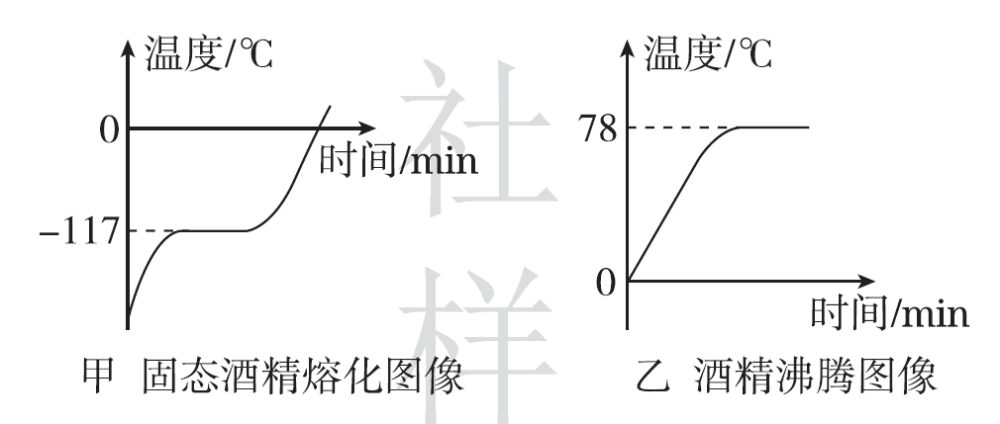 温度/℃
0
时间/min
-117
甲 固态酒精熔化图像
温度/℃
78
0
时间/min
乙 酒精沸腾图像
社
样